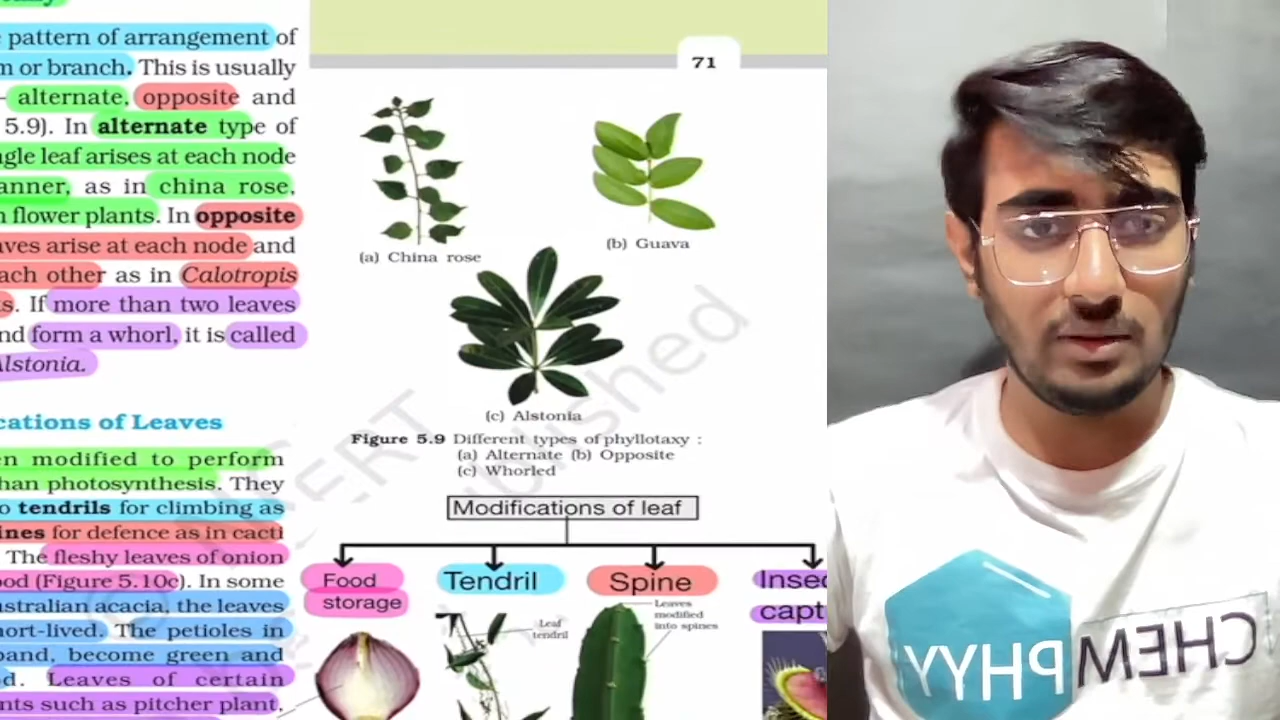 e pattern of arrangement of
m or branch. This is usually
– alternate, opposite and
5.9). In alternate type of
ngle leaf arises at each node
anner, as in china rose,
n flower plants. In opposite
aves arise at each node and
ach other as in Calotropis
ts. If more than two leaves
nd form a whorl, it is called
Alstonia.
cations of Leaves
en modified to perform
han photosynthesis. They
o tendrils for climbing as
ines for defence as in cacti
The fleshy leaves of onion
ood (Figure 5.10c). In some
ustralian acacia, the leaves
hort-lived. The petioles in
pand, become green and
d. Leaves of certain
nts such as pitcher plant,
71
(a) China rose
(b) Guava
(c) Alstonia
Figure 5.9 Different types of phyllotaxy :
(a) Alternate (b) Opposite
(c) Whorled
Modifications of leaf
Food
storage
Tendril
Spine
Insec
capt
Leaf
tendril
Leaves
modified
into spines
CHEMPHYY